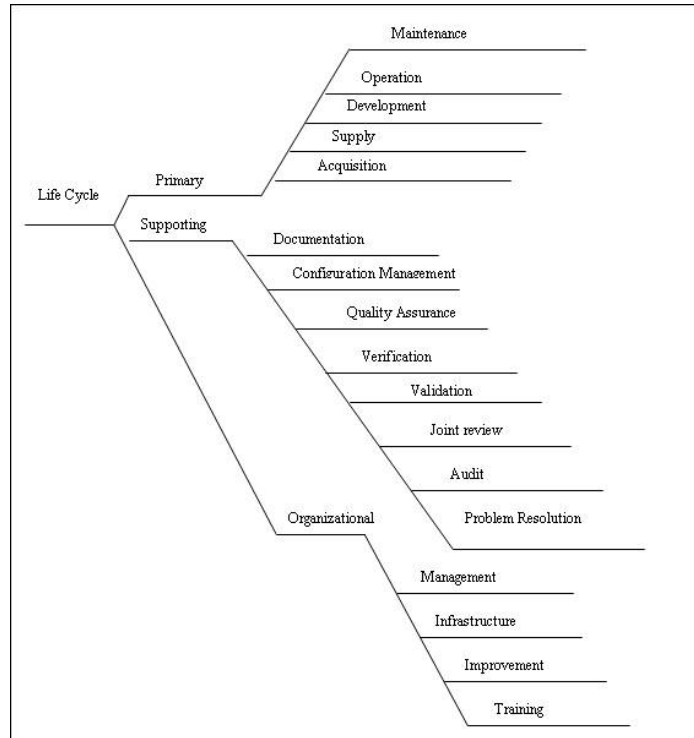 Maintenance
Operation
Development
Supply
Acquisition
Primary
Life Cycle
Supporting
Documentation
Configuration Management
Quality Assurance
Verification
Validation
Joint review
Audit
Problem Resolution
Organizational
Management
Infrastructure
Improvement
Training